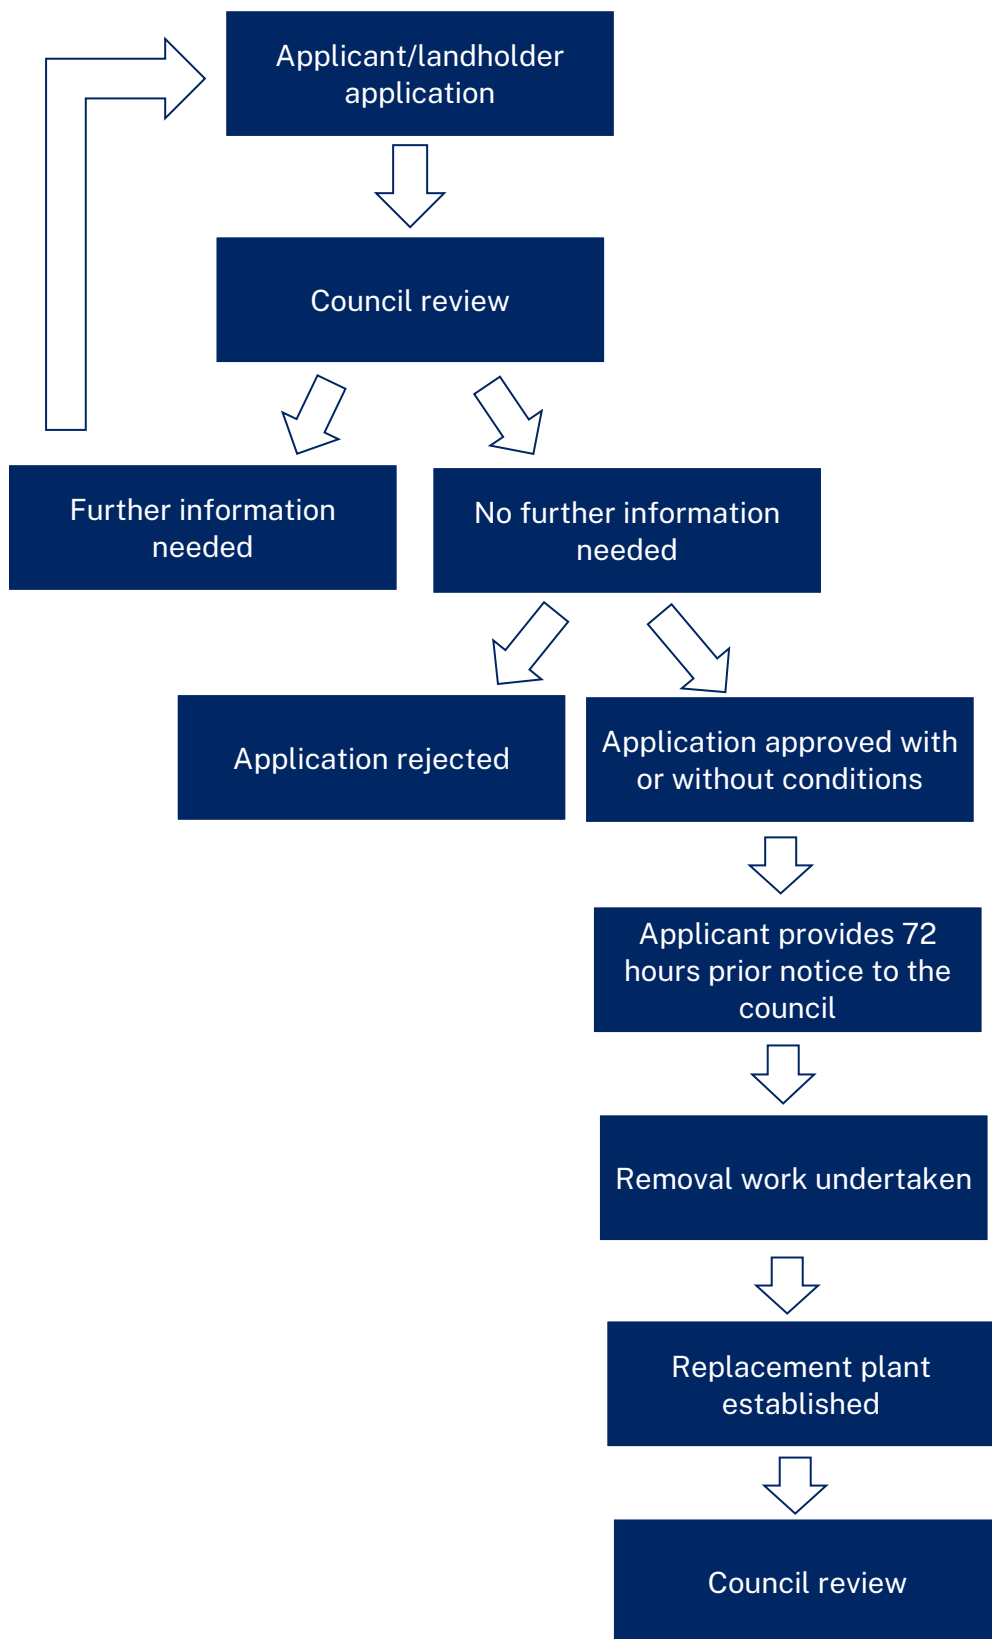 Applicant/landholder
application
Council review
Further information
needed
No further information
needed
Application rejected
Application approved with
or without conditions
Applicant provides 72
hours prior notice to the
council
Removal work undertaken
Replacement plant
established
Council review